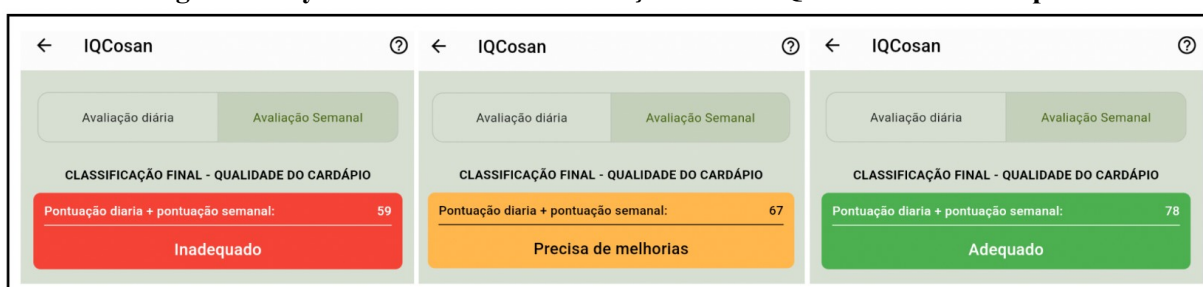 IQCosan
Avaliação diária Avaliação Semanal
CLASSIFICAÇÃO FINAL - QUALIDADE DO CARDÁPIO
Pontuação diaria + pontuação semanal: 59
Inadequado
IQCosan
Avaliação diária Avaliação Semanal
CLASSIFICAÇÃO FINAL - QUALIDADE DO CARDÁPIO
Pontuação diaria + pontuação semanal: 67
Precisa de melhorias
IQCosan
Avaliação diária Avaliação Semanal
CLASSIFICAÇÃO FINAL - QUALIDADE DO CARDÁPIO
Pontuação diaria + pontuação semanal: 78
Adequado